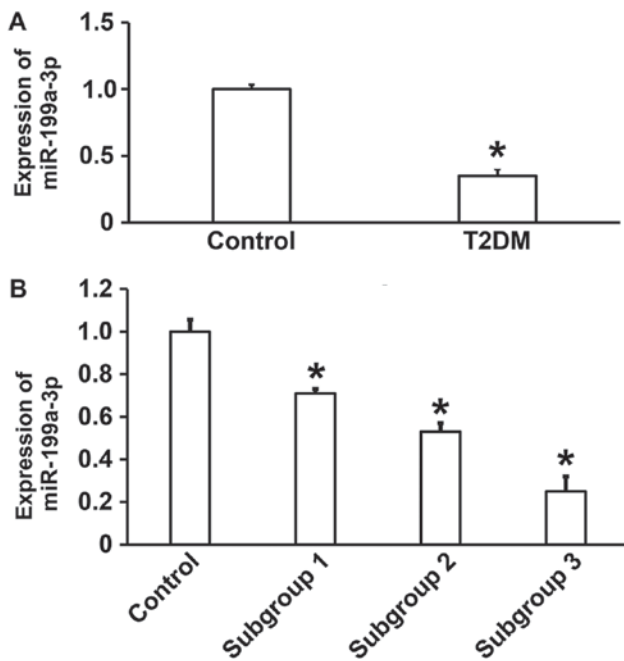 A
Expression of
miR-199a-3p
1.5
1.0
0.5
0
*
Control
T2DM
B
Expression of
miR-199a-3p
1.2
1.0
0.8
0.6
0.4
0.2
0
*
*
*
Control
Subgroup 1
Subgroup 2
Subgroup 3